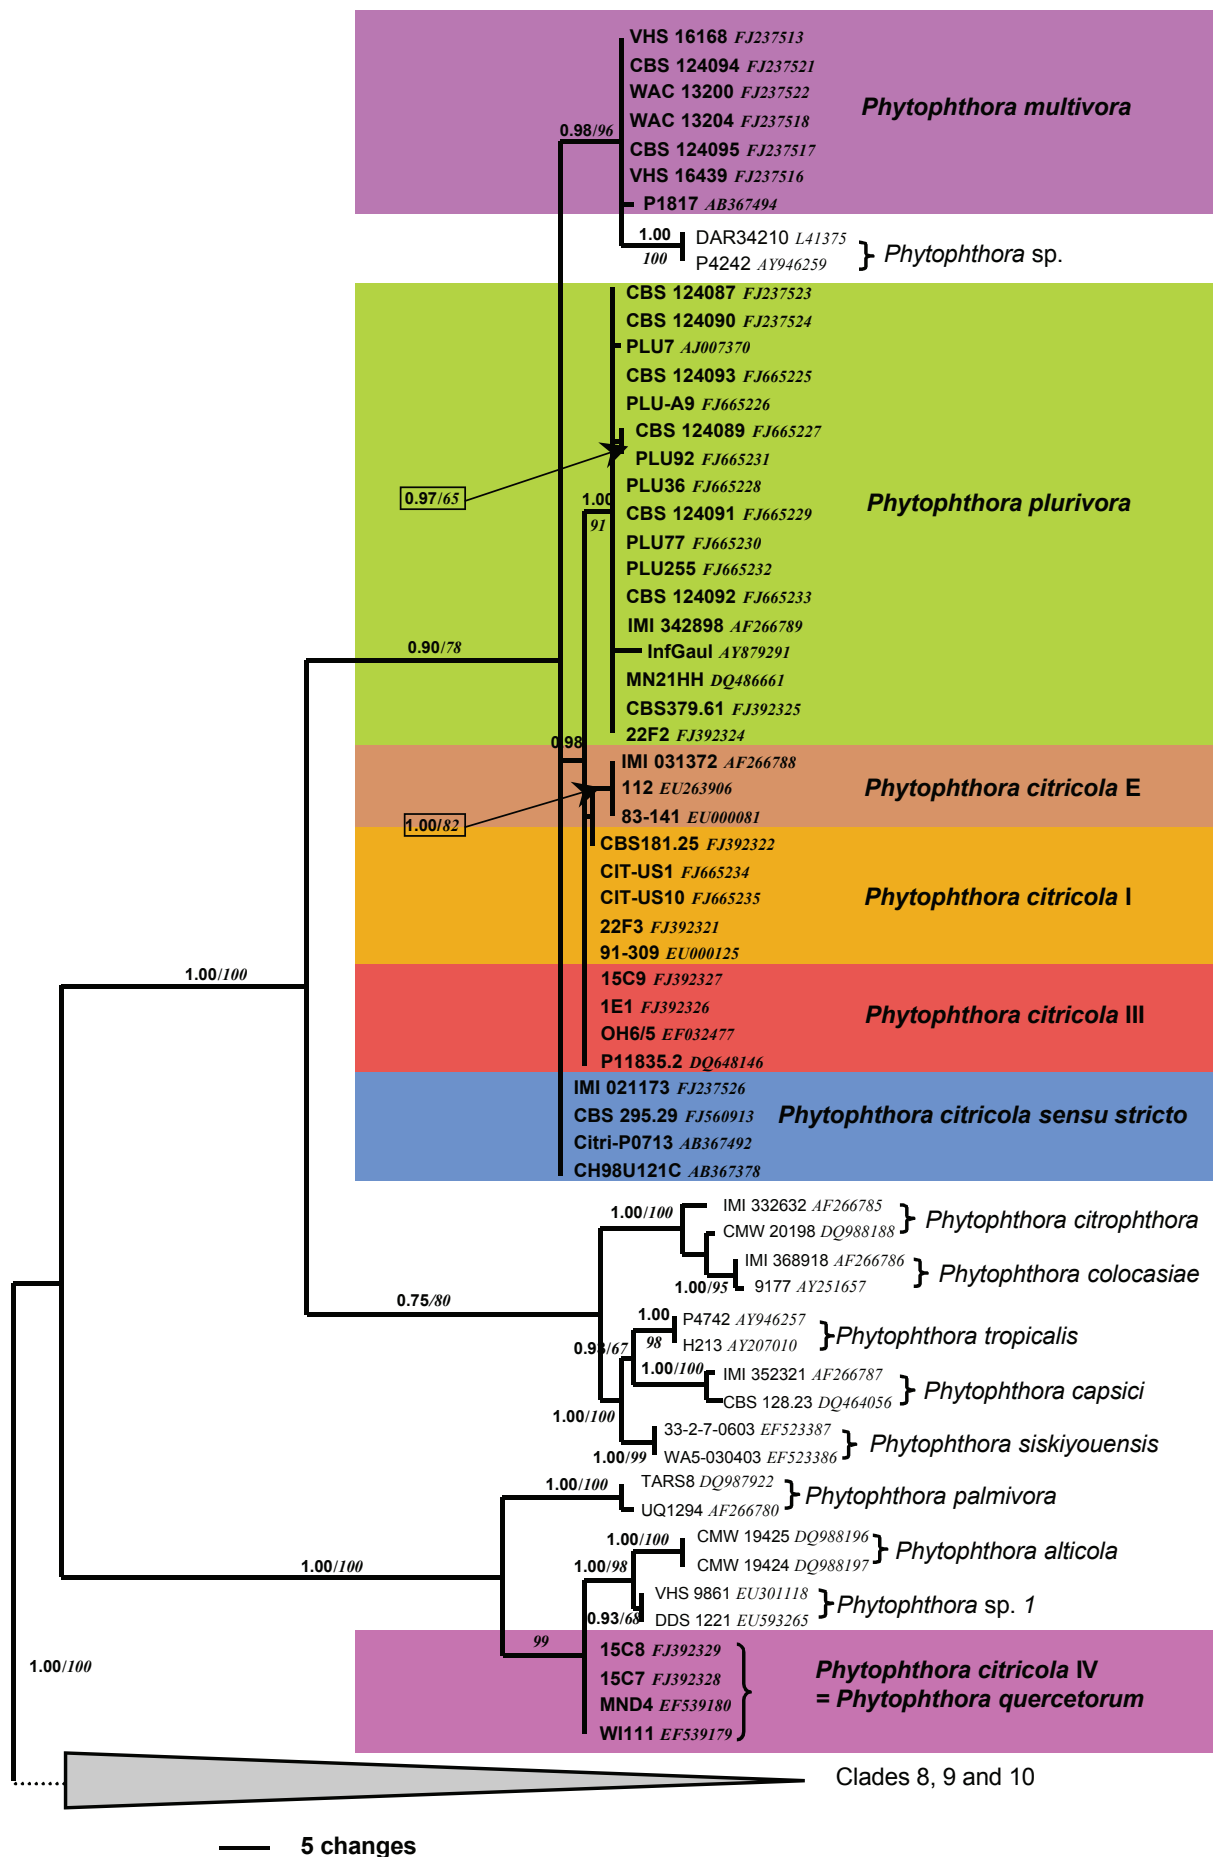 VHS 16168 FJ237513
CBS 124094 FJ237521
WAC 13200 FJ237522
Phytophthora multivora
WAC 13204 FJ237518
0.98/96
CBS 124095 FJ237517
VHS 16439 FJ237516
P1817 AB367494
1.00
100
DAR34210 L41375
P4242 AY946259
} Phytophthora sp.
CBS 124087 FJ237523
CBS 124090 FJ237524
PLU7 AJ007370
CBS 124093 FJ665225
PLU-A9 FJ665226
CBS 124089 FJ665227
PLU92 FJ665231
0.97/65
PLU36 FJ665228
1.00
91
Phytophthora plurivora
CBS 124091 FJ665229
PLU77 FJ665230
PLU255 FJ665232
CBS 124092 FJ665233
IMI 342898 AF266789
0.90/78
InfGaul AY879291
MN21HH DQ486661
CBS379.61 FJ392325
22F2 FJ392324
0.98
IMI 031372 AF266788
112 EU263906
Phytophthora citricola E
83-141 EU000081
1.00/82
CBS181.25 FJ392322
CIT-US1 FJ665234
CIT-US10 FJ665235
Phytophthora citricola I
22F3 FJ392321
91-309 EU000125
1.00/100
15C9 FJ392327
1E1 FJ392326
Phytophthora citricola III
OH6/5 EF032477
P11835.2 DQ648146
IMI 021173 FJ237526
CBS 295.29 FJ560913
Phytophthora citricola sensu stricto
Citri-P0713 AB367492
CH98U121C AB367378
1.00/100
IMI 332632 AF266785
CMW 20198 DQ988188
} Phytophthora citrophthora
IMI 368918 AF266786
9177 AY251657
} Phytophthora colocasiae
1.00/95
0.75/80
1.00
98
P4742 AY946257
H213 AY207010
} Phytophthora tropicalis
0.93/67
1.00/100
IMI 352321 AF266787
CBS 128.23 DQ464056
} Phytophthora capsici
1.00/100
33-2-7-0603 EF523387
WA5-030403 EF523386
} Phytophthora siskiyouensis
1.00/99
1.00/100
TARS8 DQ987922
UQ1294 AF266780
} Phytophthora palmivora
1.00/100
CMW 19425 DQ988196
CMW 19424 DQ988197
} Phytophthora alticola
1.00/100
1.00/98
VHS 9861 EU301118
DDS 1221 EU593265
} Phytophthora sp. 1
0.93/68
99
15C8 FJ392329
15C7 FJ392328
MND4 EF539180
WI111 EF539179
} Phytophthora citricola IV
= Phytophthora quercetorum
1.00/100
Clades 8, 9 and 10
5 changes